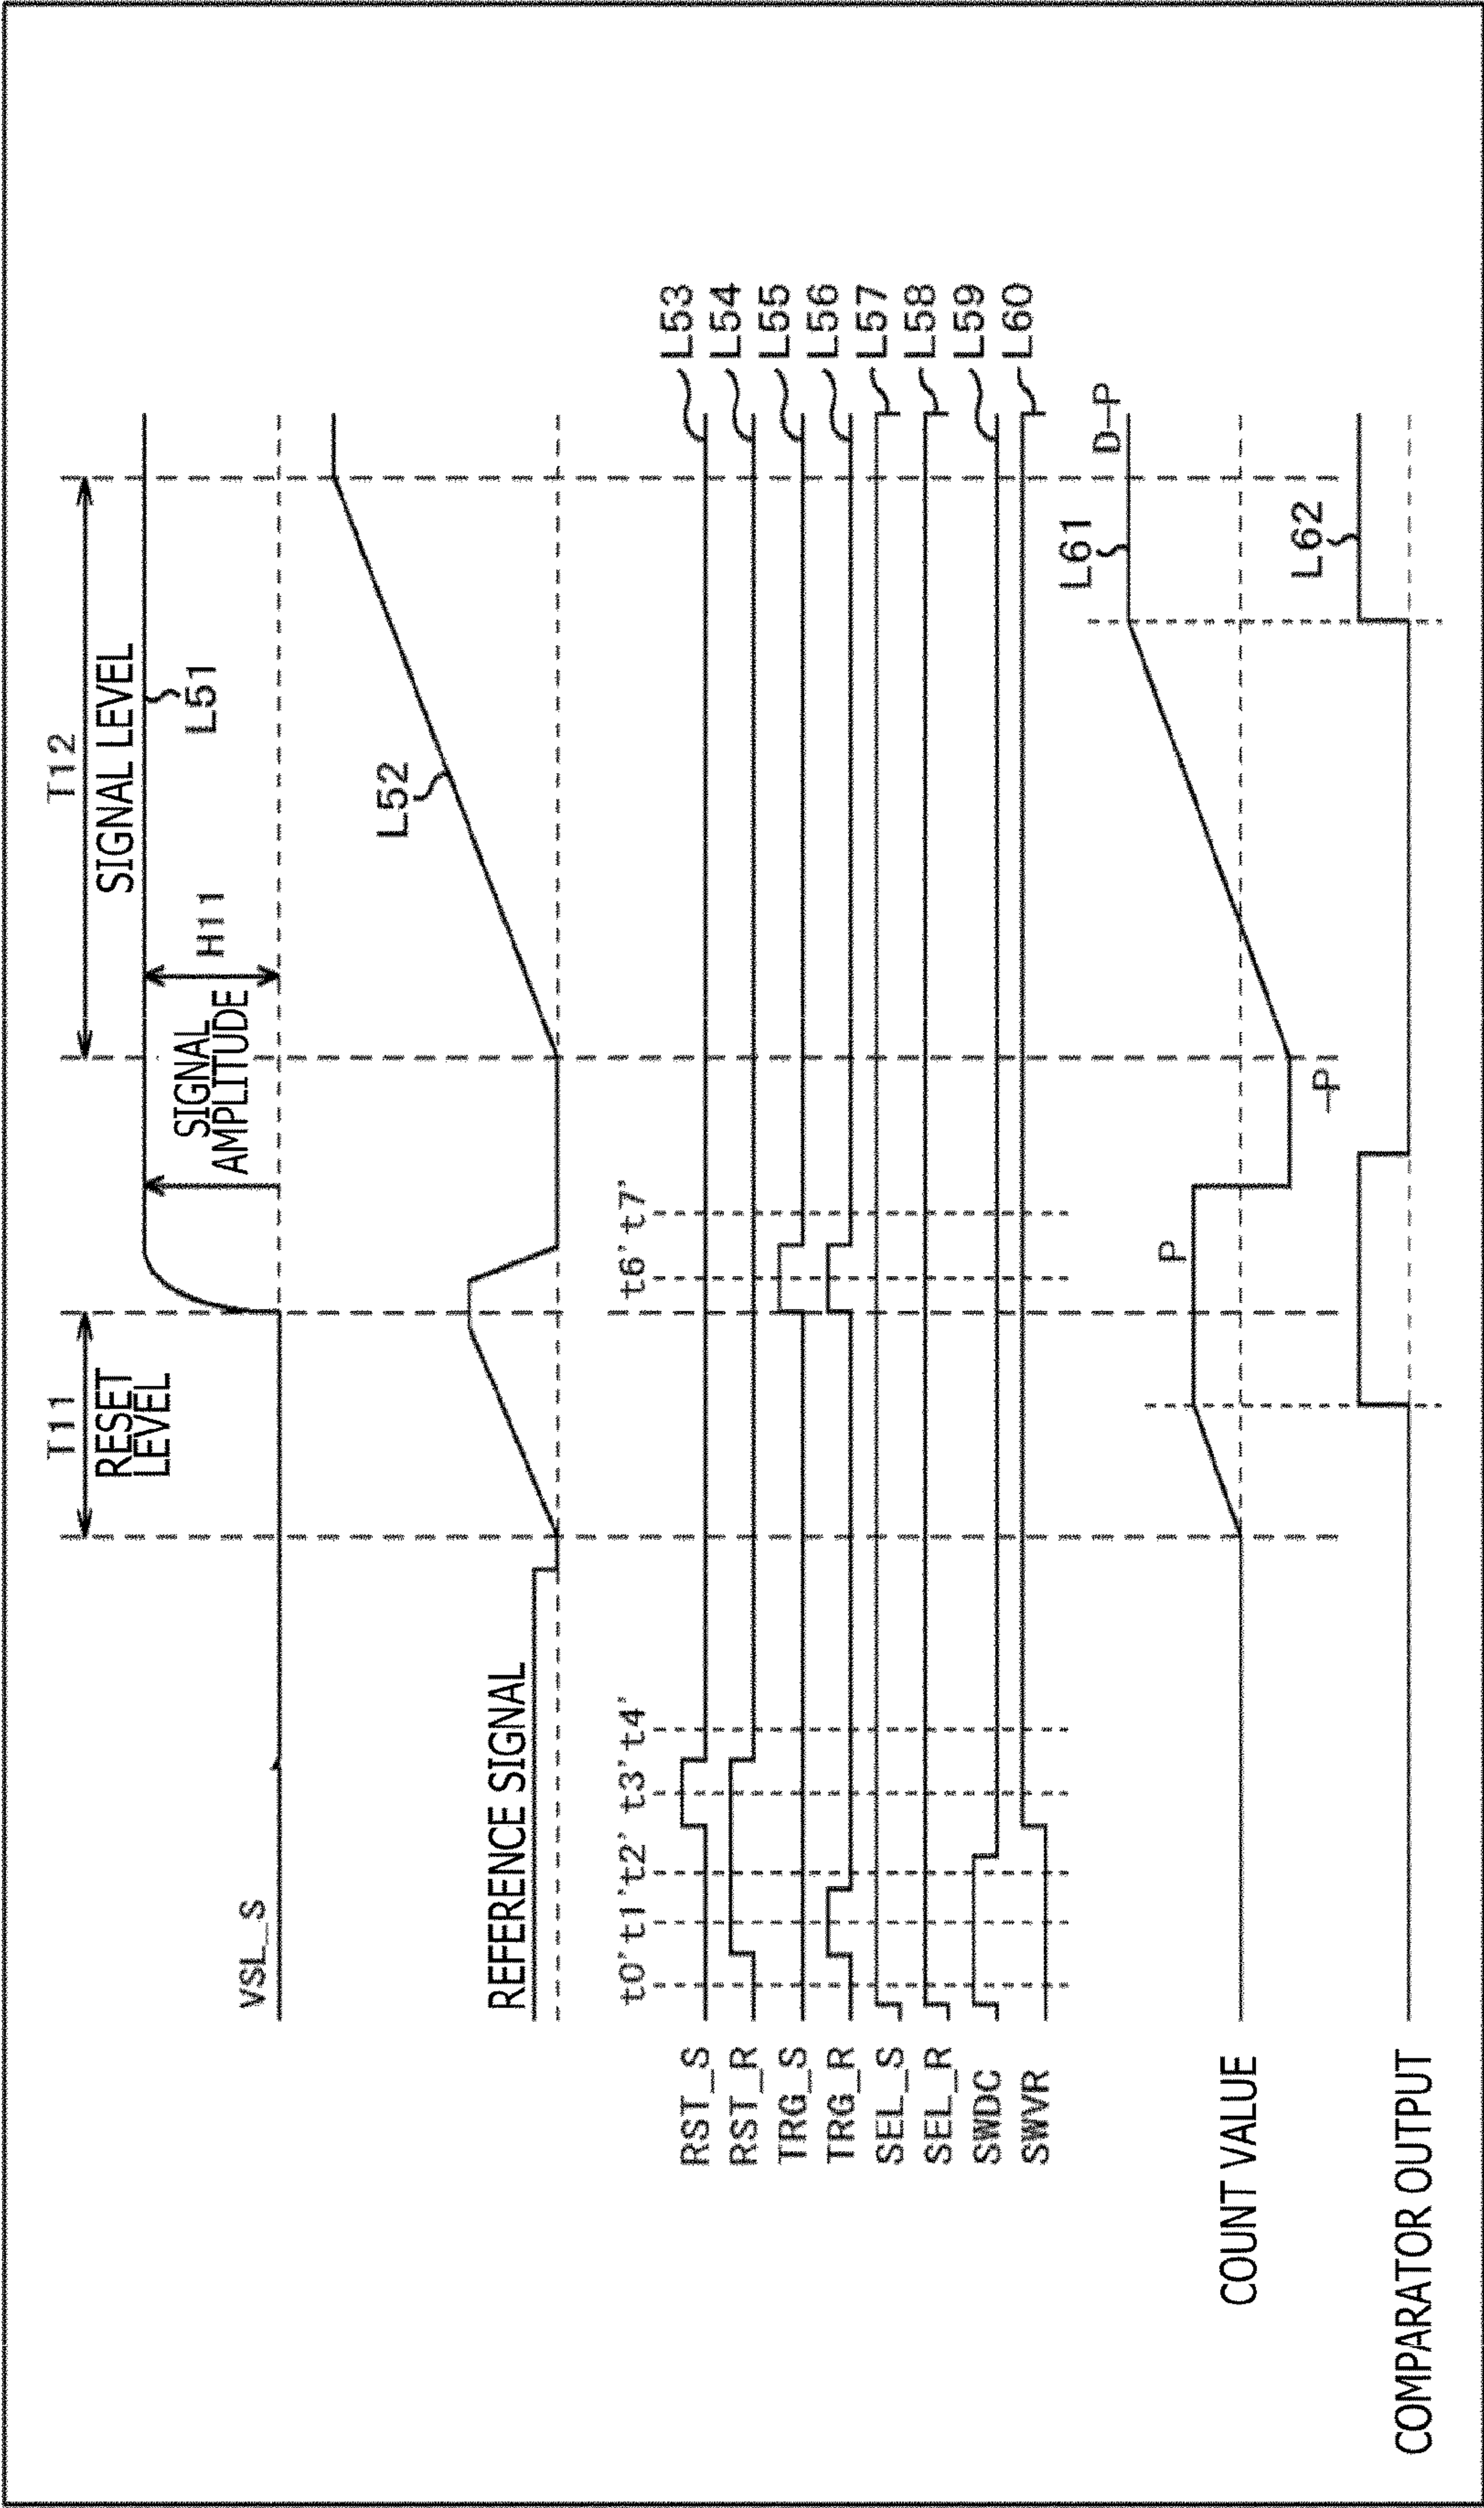 T11
T12
RESET
LEVEL
SIGNAL LEVEL
VSL_S
SIGNAL
AMPLITUDE
H11
L51
L52
REFERENCE SIGNAL
t0' t1' t2' t3' t4' t6' t7'
RST_S L53
RST_R L54
TRG_S L55
TRG_R L56
SEL_S L57
SEL_R L58
SWDC L59
SWVR L60
L61
D-P
P
COUNT VALUE
-P
L62
COMPARATOR OUTPUT